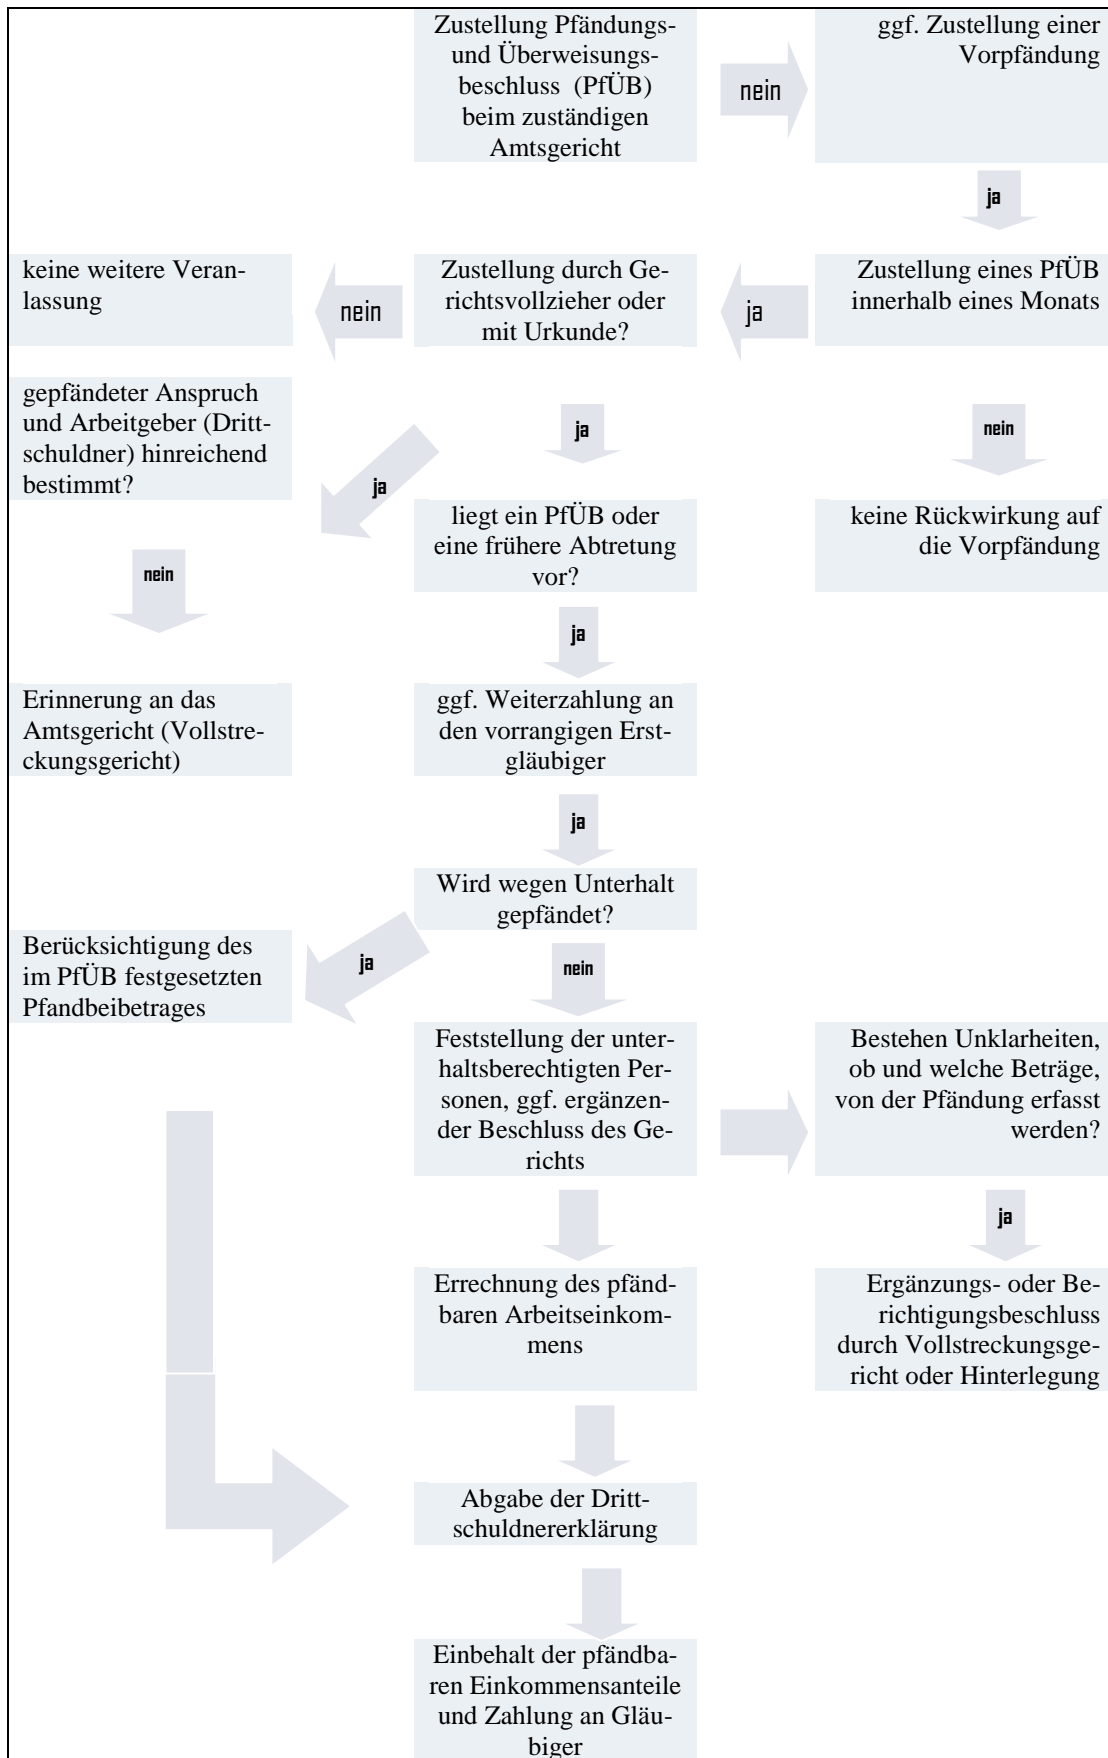 Zustellung Pfändungs-
und Überweisungs-
beschluss (PfÜB)
beim zuständigen
Amtsgericht
nein
ggf. Zustellung einer
Vorpfändung
ja
keine weitere Veran-
lassung
nein
Zustellung durch Ge-
richtsvollzieher oder
mit Urkunde?
ja
Zustellung eines PfÜB
innerhalb eines Monats
gepfändeter Anspruch
und Arbeitgeber (Dritt-
schuldner) hinreichend
bestimmt?
ja
ja
nein
nein
liegt ein PfÜB oder
eine frühere Abtretung
vor?
keine Rückwirkung auf
die Vorpfändung
ja
Erinnerung an das
Amtsgericht (Vollstre-
ckungsgericht)
ggf. Weiterzahlung an
den vorrangigen Erst-
gläubiger
ja
Wird wegen Unterhalt
gepfändet?
Berücksichtigung des
im PfÜB festgesetzten
Pfandbeibetrages
ja
nein
Feststellung der unter-
haltsberechtigten Per-
sonen, ggf. ergänzen-
der Beschluss des Ge-
richts
Bestehen Unklarheiten,
ob und welche Beträge,
von der Pfändung erfasst
werden?
ja
Errechnung des pfänd-
baren Arbeitseinkom-
mens
Ergänzungs- oder Be-
richtigungsbeschluss
durch Vollstreckungsge-
richt oder Hinterlegung
Abgabe der Dritt-
schuldnererklärung
Einbehalt der pfändba-
ren Einkommensanteile
und Zahlung an Gläu-
biger